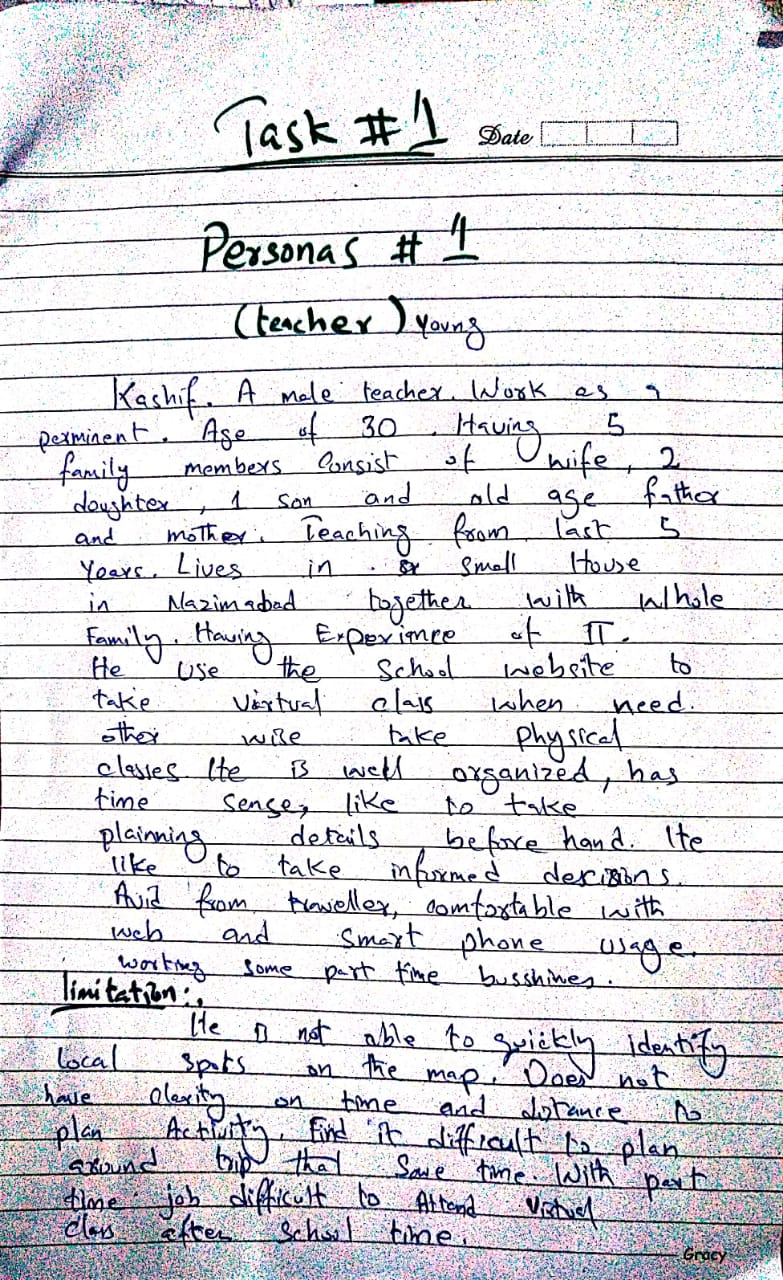 Task #1
Date
Personas # 1
(teacher) young
Kashif. A male teacher. Work as a
perminent. Age of 30. Having 5
family members Consist of wife, 2
doughter, 1 son and old age father
and mother. Teaching from last 5
Years. Lives in small House
in Nazimabad together with whole
Family. Having Experience of IT.
He use the School website to
take virtual class when need.
other wise take physical
classes. He is well organized, has
time sense, like to take
plainning details before hand. He
like to take informed decisions.
Avid from traveller, comfortable with
web and smart phone usage.
working some part time busshines.
limitation:
He is not able to quickly identify
local spots on the map. Does not
have clarity on time and distance to
plan Activity. Find it difficult to plan
around trip that Save time. With part
time job difficult to Attend virtual
class after School time.
Gracy